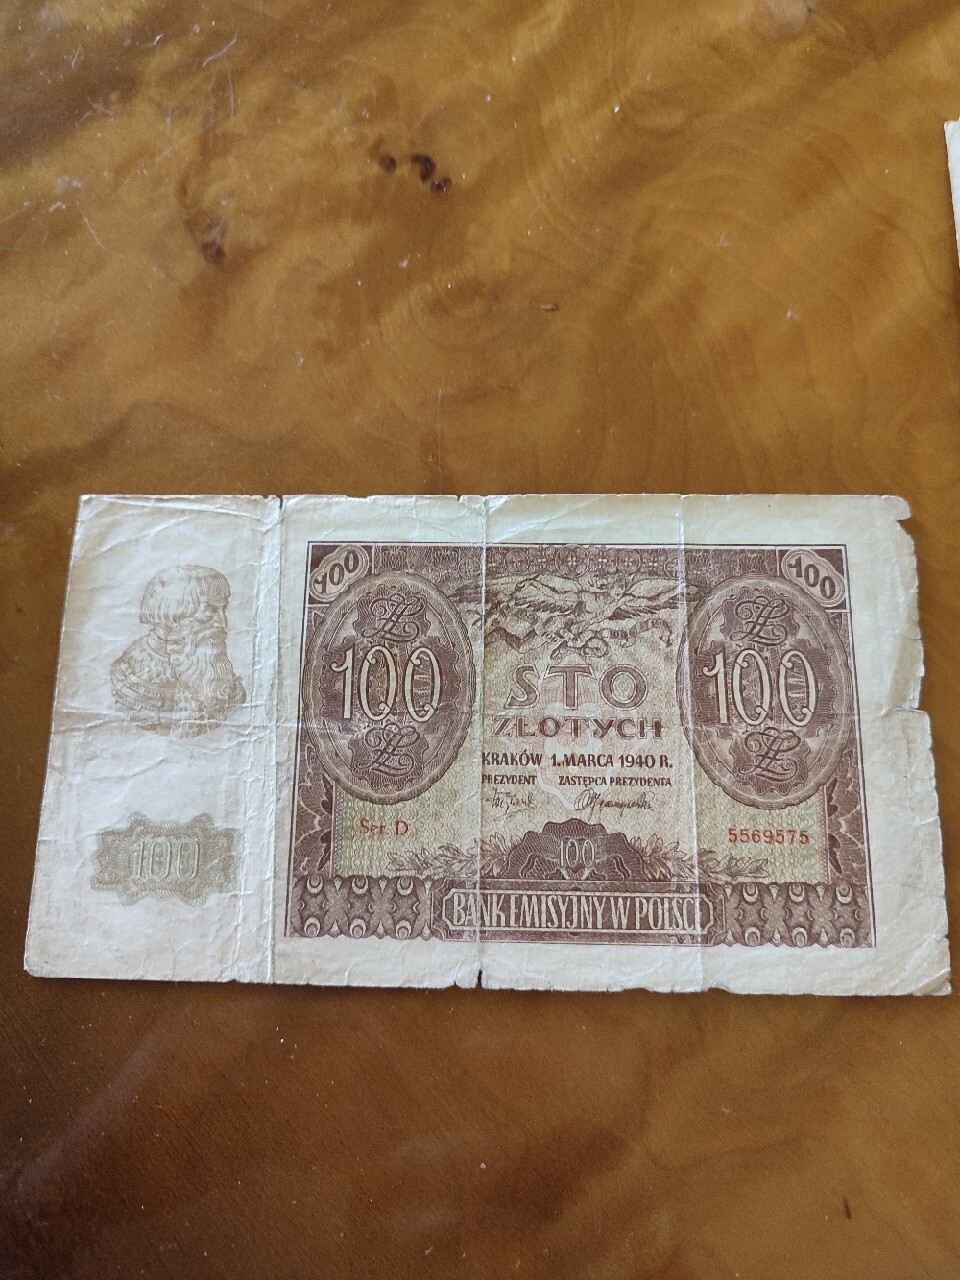 100 100
100 100
STO
ZŁOTYCH
KRAKÓW 1. MARCA 1940 R.
PREZYDENT ZASTĘPCA PREZYDENTA
Ser. D 5569575
100 100
BANK EMISYJNY W POLSCE